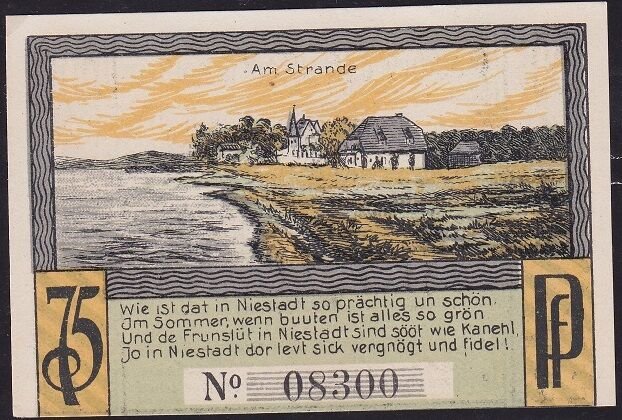 Am Strande
75
Wie ist dat in Niestadt so prächtig un schön.
Im Sommer, wenn buuten ist alles so grön
Und de Frunslüt in Niestadt sind sööt wie Kanehl,
Jo in Niestadt dor levt sick vergnögt und fidel!
Pf
No 08300